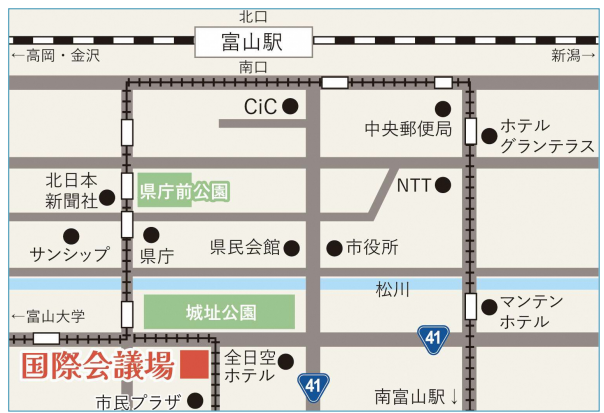 北口
富山駅
←高岡・金沢
新潟→
南口
CiC
中央郵便局
ホテル
グランテラス
北日本
新聞社
県庁前公園
NTT
サンシップ
県庁
県民会館
市役所
松川
←富山大学
城址公園
マンテン
ホテル
41
国際会議場
全日空
ホテル
41
市民プラザ
南富山駅↓